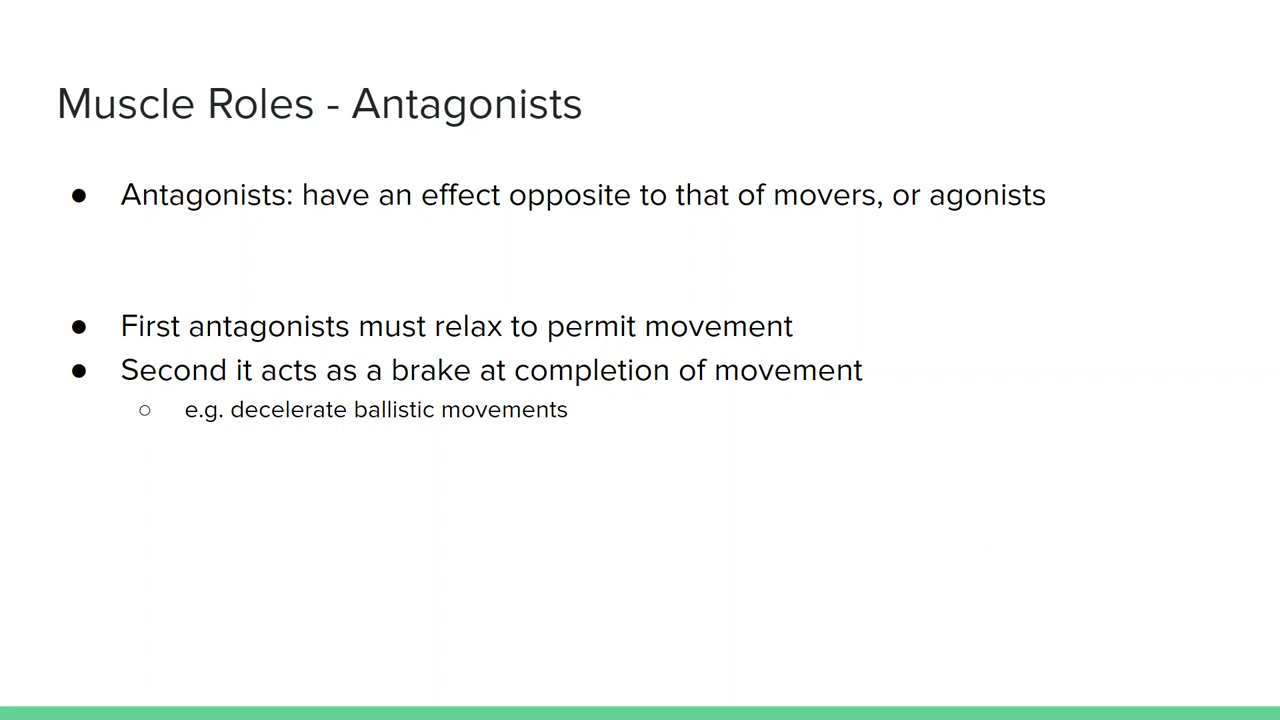 Muscle Roles - Antagonists
● Antagonists: have an effect opposite to that of movers, or agonists
● First antagonists must relax to permit movement
● Second it acts as a brake at completion of movement
○ e.g. decelerate ballistic movements